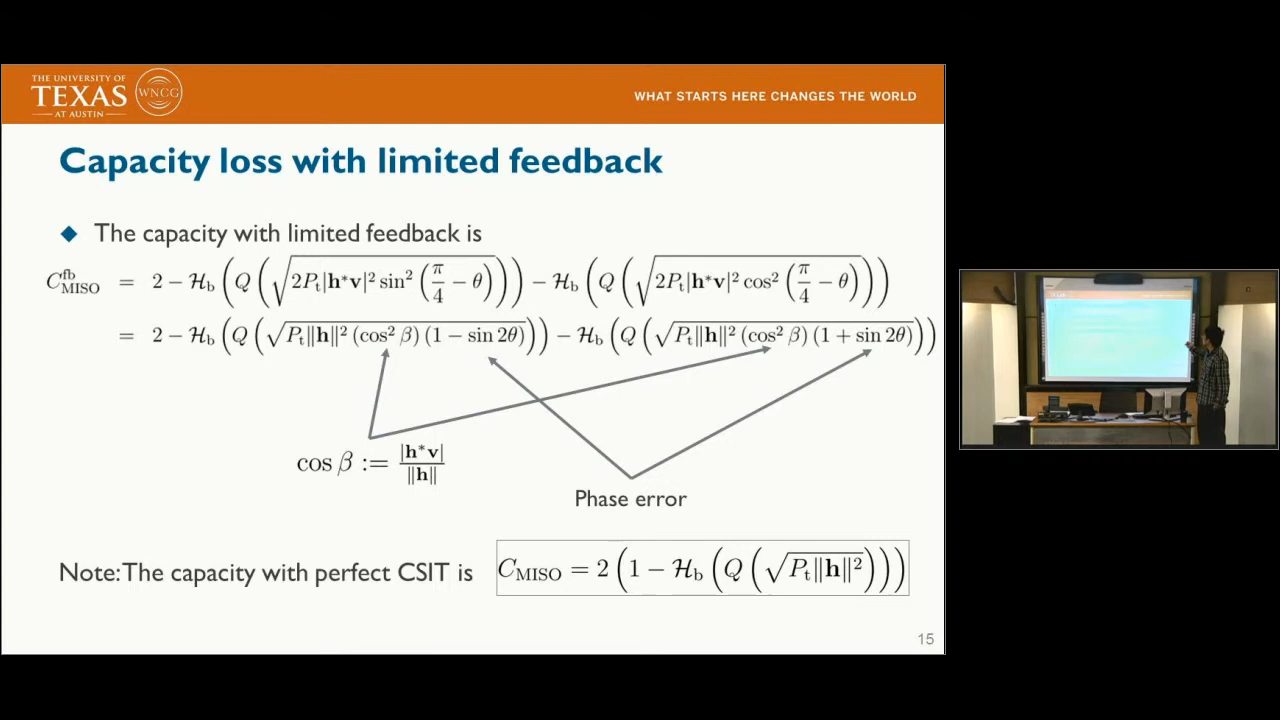 THE UNIVERSITY OF
TEXAS
AT AUSTIN
WNCG
WHAT STARTS HERE CHANGES THE WORLD
Capacity loss with limited feedback
◆ The capacity with limited feedback is
C_MISO^fb = 2 − H_b(Q(√(2P_t|h*v|² sin²(π/4 − θ)))) − H_b(Q(√(2P_t|h*v|² cos²(π/4 − θ))))
= 2 − H_b(Q(√(P_t‖h‖² (cos² β) (1 − sin 2θ)))) − H_b(Q(√(P_t‖h‖² (cos² β) (1 + sin 2θ))))
cos β := |h*v| / ‖h‖
Phase error
Note: The capacity with perfect CSIT is
C_MISO = 2(1 − H_b(Q(√(P_t‖h‖²))))
15